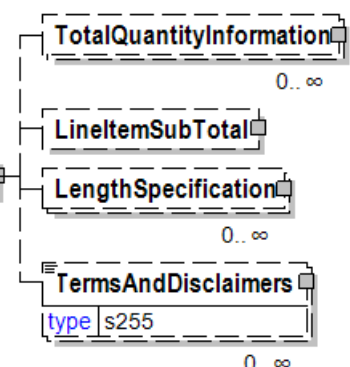 TotalQuantityInformation
0.. ∞
LineItemSubTotal
LengthSpecification
0.. ∞
TermsAndDisclaimers
type s255
0.. ∞